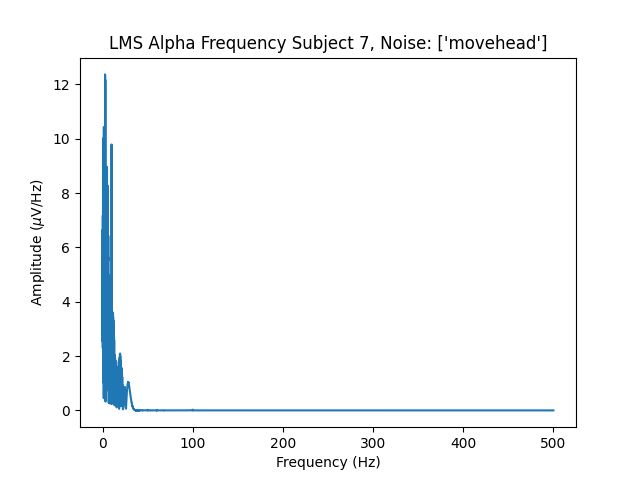 LMS Alpha Frequency Subject 7, Noise: ['movehead']
Amplitude (μV/Hz)
12
10
8
6
4
2
0
0 100 200 300 400 500
Frequency (Hz)